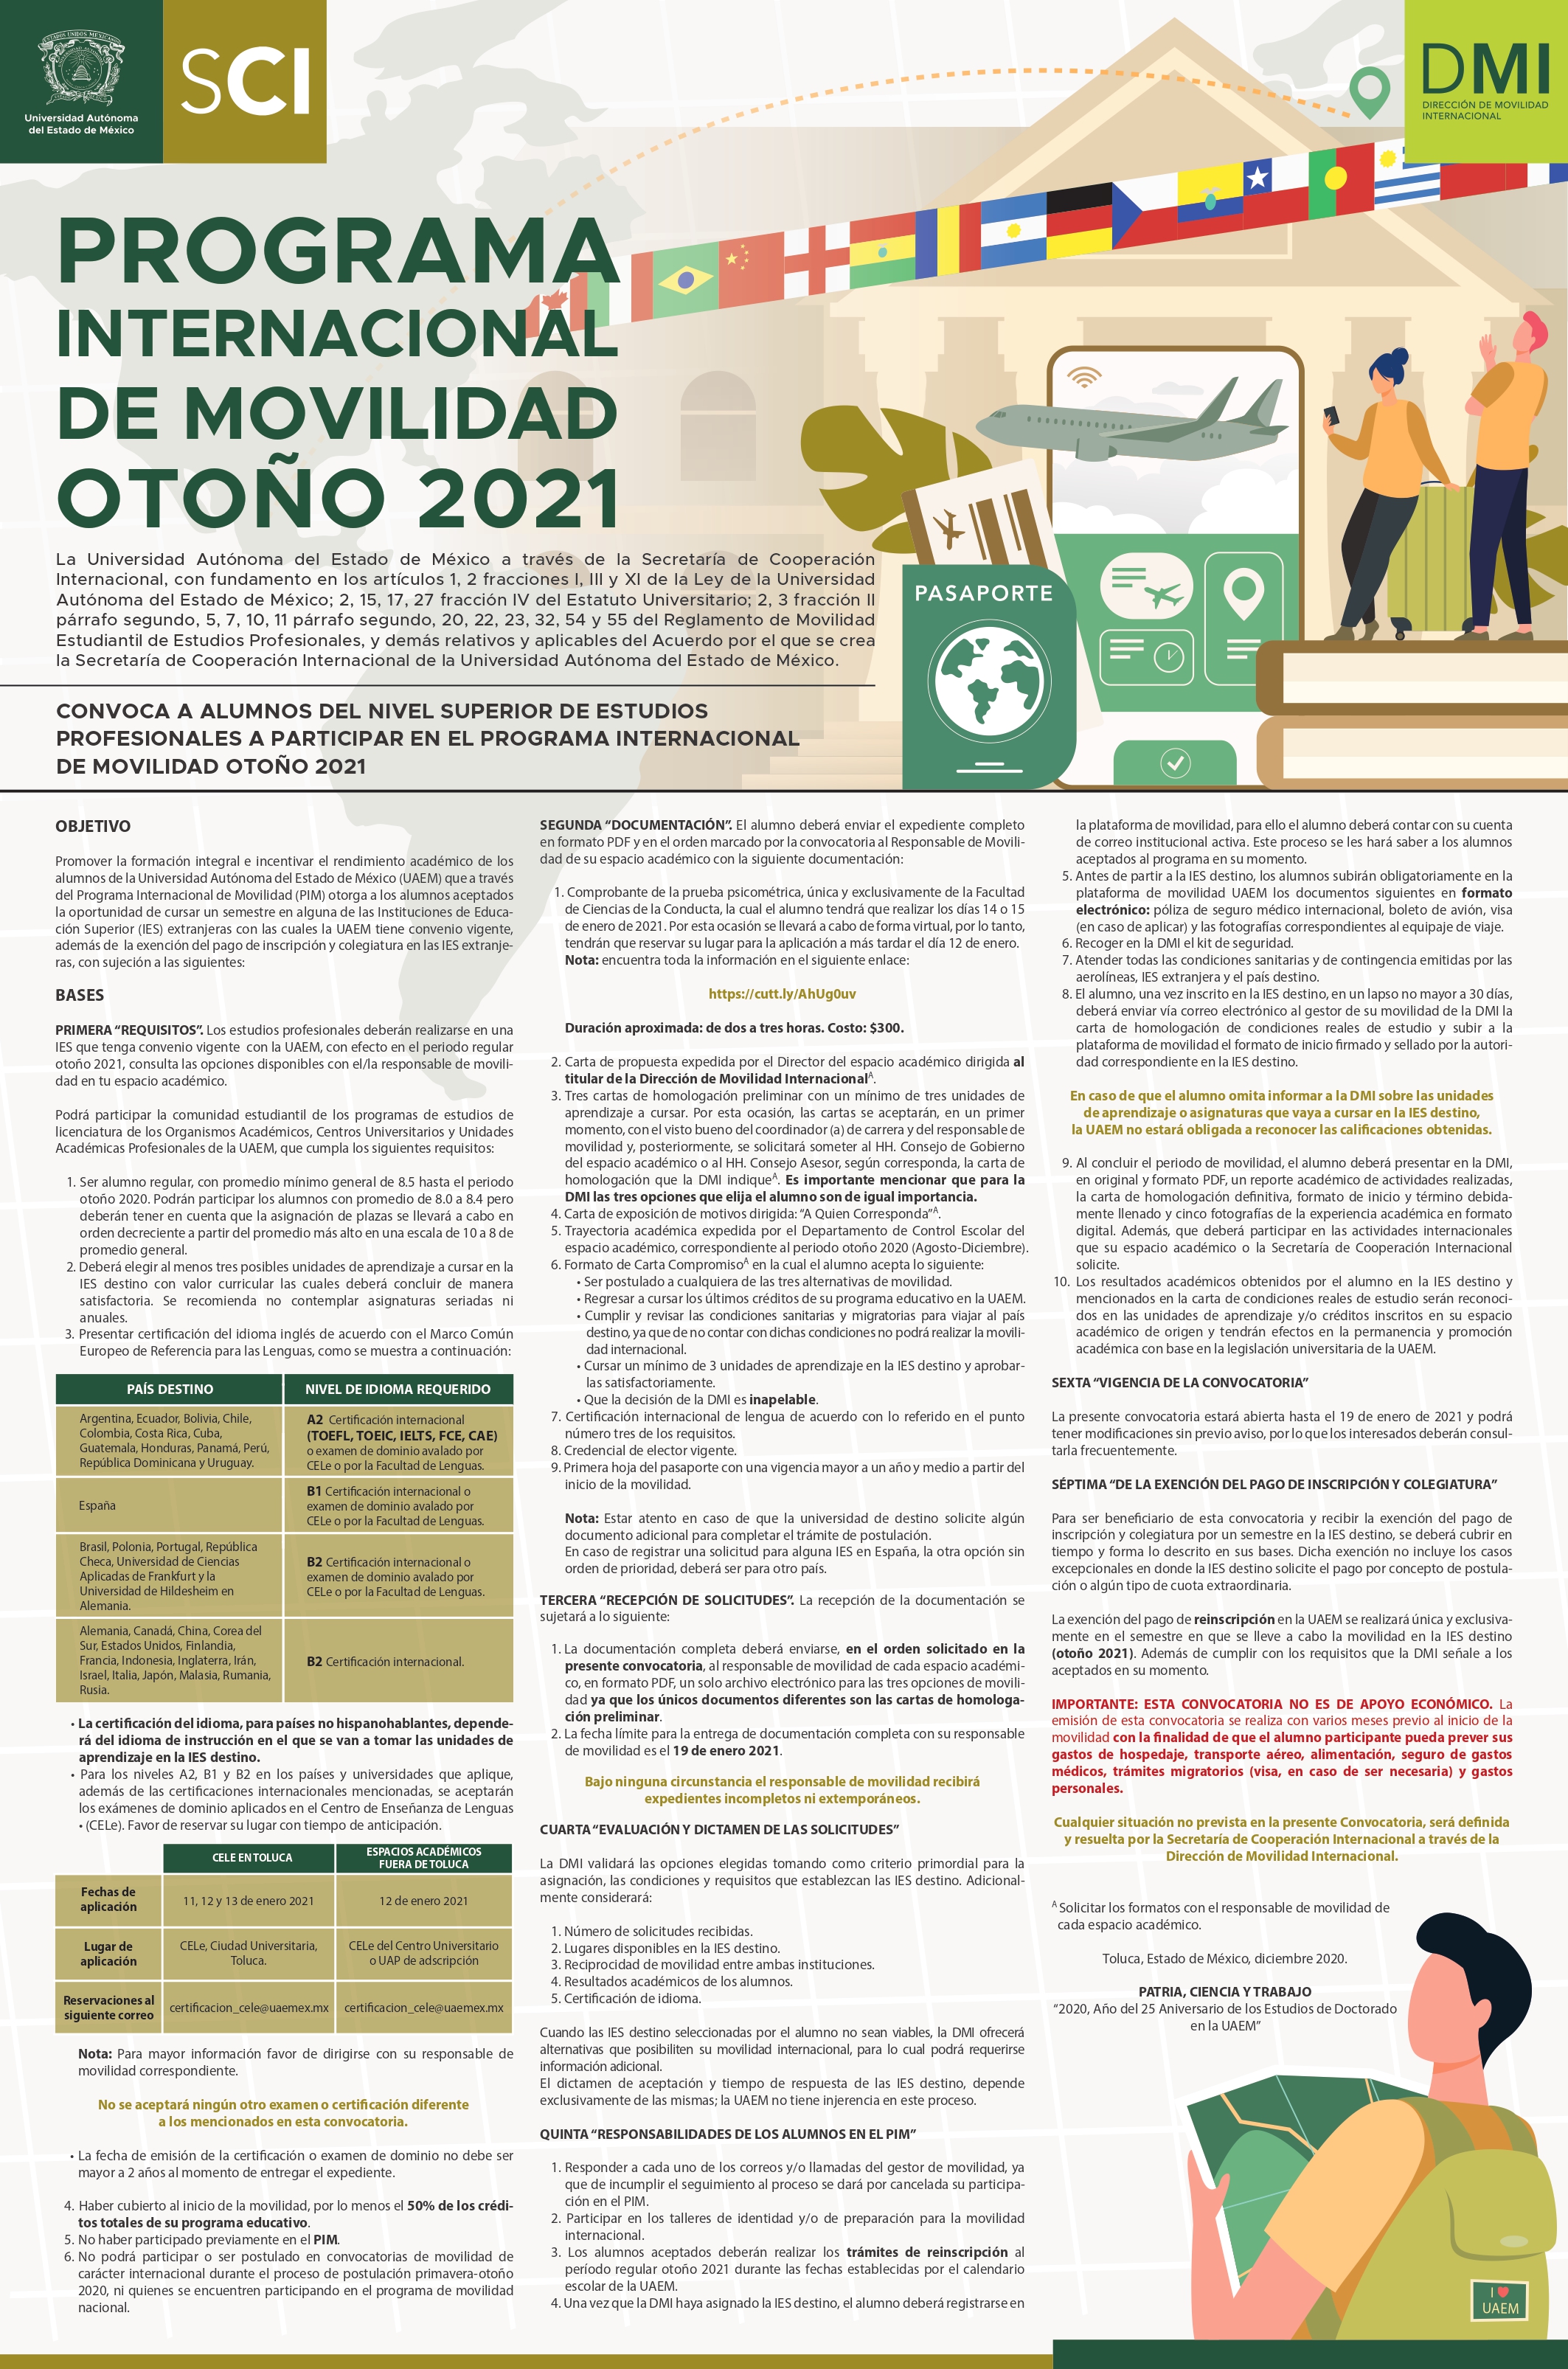 Universidad Autónoma
del Estado de México
SCI
DMI
DIRECCIÓN DE MOVILIDAD
INTERNACIONAL
PROGRAMA
INTERNACIONAL
DE MOVILIDAD
OTOÑO 2021
La Universidad Autónoma del Estado de México a través de la Secretaría de Cooperación
Internacional, con fundamento en los artículos 1, 2 fracciones I, III y XI de la Ley de la Universidad
Autónoma del Estado de México; 2, 15, 17, 27 fracción IV del Estatuto Universitario; 2, 3 fracción II
párrafo segundo, 5, 7, 10, 11 párrafo segundo, 20, 22, 23, 32, 54 y 55 del Reglamento de Movilidad
Estudiantil de Estudios Profesionales, y demás relativos y aplicables del Acuerdo por el que se crea
la Secretaría de Cooperación Internacional de la Universidad Autónoma del Estado de México.
PASAPORTE
CONVOCA A ALUMNOS DEL NIVEL SUPERIOR DE ESTUDIOS
PROFESIONALES A PARTICIPAR EN EL PROGRAMA INTERNACIONAL
DE MOVILIDAD OTOÑO 2021
OBJETIVO
Promover la formación integral e incentivar el rendimiento académico de los
alumnos de la Universidad Autónoma del Estado de México (UAEM) que a través
del Programa Internacional de Movilidad (PIM) otorga a los alumnos aceptados
la oportunidad de cursar un semestre en alguna de las Instituciones de Educa-
ción Superior (IES) extranjeras con las cuales la UAEM tiene convenio vigente,
además de la exención del pago de inscripción y colegiatura en las IES extranje-
ras, con sujeción a las siguientes:
BASES
PRIMERA “REQUISITOS”. Los estudios profesionales deberán realizarse en una
IES que tenga convenio vigente con la UAEM, con efecto en el periodo regular
otoño 2021, consulta las opciones disponibles con el/la responsable de movili-
dad en tu espacio académico.
Podrá participar la comunidad estudiantil de los programas de estudios de
licenciatura de los Organismos Académicos, Centros Universitarios y Unidades
Académicas Profesionales de la UAEM, que cumpla los siguientes requisitos:
1. Ser alumno regular, con promedio mínimo general de 8.5 hasta el periodo
otoño 2020. Podrán participar los alumnos con promedio de 8.0 a 8.4 pero
deberán tener en cuenta que la asignación de plazas se llevará a cabo en
orden decreciente a partir del promedio más alto en una escala de 10 a 8 de
promedio general.
2. Deberá elegir al menos tres posibles unidades de aprendizaje a cursar en la
IES destino con valor curricular las cuales deberá concluir de manera
satisfactoria. Se recomienda no contemplar asignaturas seriadas ni
anuales.
3. Presentar certificación del idioma inglés de acuerdo con el Marco Común
Europeo de Referencia para las Lenguas, como se muestra a continuación:
PAÍS DESTINO
NIVEL DE IDIOMA REQUERIDO
Argentina, Ecuador, Bolivia, Chile,
Colombia, Costa Rica, Cuba,
Guatemala, Honduras, Panamá, Perú,
República Dominicana y Uruguay.
A2 Certificación internacional
(TOEFL, TOEIC, IELTS, FCE, CAE)
o examen de dominio avalado por
CELe o por la Facultad de Lenguas.
España
B1 Certificación internacional o
examen de dominio avalado por
CELe o por la Facultad de Lenguas.
Brasil, Polonia, Portugal, República
Checa, Universidad de Ciencias
Aplicadas de Frankfurt y la
Universidad de Hildesheim en
Alemania.
B2 Certificación internacional o
examen de dominio avalado por
CELe o por la Facultad de Lenguas.
Alemania, Canadá, China, Corea del
Sur, Estados Unidos, Finlandia,
Francia, Indonesia, Inglaterra, Irán,
Israel, Italia, Japón, Malasia, Rumania,
Rusia.
B2 Certificación internacional.
• La certificación del idioma, para países no hispanohablantes, depende-
rá del idioma de instrucción en el que se van a tomar las unidades de
aprendizaje en la IES destino.
• Para los niveles A2, B1 y B2 en los países y universidades que aplique,
además de las certificaciones internacionales mencionadas, se aceptarán
los exámenes de dominio aplicados en el Centro de Enseñanza de Lenguas
• (CELe). Favor de reservar su lugar con tiempo de anticipación.
CELE EN TOLUCA
ESPACIOS ACADÉMICOS
FUERA DE TOLUCA
Fechas de
aplicación
11, 12 y 13 de enero 2021
12 de enero 2021
Lugar de
aplicación
CELe, Ciudad Universitaria,
Toluca.
CELe del Centro Universitario
o UAP de adscripción
Reservaciones al
siguiente correo
certificacion_cele@uaemex.mx
certificacion_cele@uaemex.mx
Nota: Para mayor información favor de dirigirse con su responsable de
movilidad correspondiente.
No se aceptará ningún otro examen o certificación diferente
a los mencionados en esta convocatoria.
• La fecha de emisión de la certificación o examen de dominio no debe ser
mayor a 2 años al momento de entregar el expediente.
4. Haber cubierto al inicio de la movilidad, por lo menos el 50% de los crédi-
tos totales de su programa educativo.
5. No haber participado previamente en el PIM.
6. No podrá participar o ser postulado en convocatorias de movilidad de
carácter internacional durante el proceso de postulación primavera-otoño
2020, ni quienes se encuentren participando en el programa de movilidad
nacional.
SEGUNDA “DOCUMENTACIÓN”. El alumno deberá enviar el expediente completo
en formato PDF y en el orden marcado por la convocatoria al Responsable de Movili-
dad de su espacio académico con la siguiente documentación:
1. Comprobante de la prueba psicométrica, única y exclusivamente de la Facultad
de Ciencias de la Conducta, la cual el alumno tendrá que realizar los días 14 o 15
de enero de 2021. Por esta ocasión se llevará a cabo de forma virtual, por lo tanto,
tendrán que reservar su lugar para la aplicación a más tardar el día 12 de enero.
Nota: encuentra toda la información en el siguiente enlace:
https://cutt.ly/AhUg0uv
Duración aproximada: de dos a tres horas. Costo: $300.
2. Carta de propuesta expedida por el Director del espacio académico dirigida al
titular de la Dirección de Movilidad InternacionalA.
3. Tres cartas de homologación preliminar con un mínimo de tres unidades de
aprendizaje a cursar. Por esta ocasión, las cartas se aceptarán, en un primer
momento, con el visto bueno del coordinador (a) de carrera y del responsable de
movilidad y, posteriormente, se solicitará someter al HH. Consejo de Gobierno
del espacio académico o al HH. Consejo Asesor, según corresponda, la carta de
homologación que la DMI indiqueA. Es importante mencionar que para la
DMI las tres opciones que elija el alumno son de igual importancia.
4. Carta de exposición de motivos dirigida: “A Quien Corresponda”A.
5. Trayectoria académica expedida por el Departamento de Control Escolar del
espacio académico, correspondiente al periodo otoño 2020 (Agosto-Diciembre).
6. Formato de Carta CompromisoA en la cual el alumno acepta lo siguiente:
• Ser postulado a cualquiera de las tres alternativas de movilidad.
• Regresar a cursar los últimos créditos de su programa educativo en la UAEM.
• Cumplir y revisar las condiciones sanitarias y migratorias para viajar al país
destino, ya que de no contar con dichas condiciones no podrá realizar la movili-
dad internacional.
• Cursar un mínimo de 3 unidades de aprendizaje en la IES destino y aprobar-
las satisfactoriamente.
• Que la decisión de la DMI es inapelable.
7. Certificación internacional de lengua de acuerdo con lo referido en el punto
número tres de los requisitos.
8. Credencial de elector vigente.
9. Primera hoja del pasaporte con una vigencia mayor a un año y medio a partir del
inicio de la movilidad.
Nota: Estar atento en caso de que la universidad de destino solicite algún
documento adicional para completar el trámite de postulación.
En caso de registrar una solicitud para alguna IES en España, la otra opción sin
orden de prioridad, deberá ser para otro país.
TERCERA “RECEPCIÓN DE SOLICITUDES”. La recepción de la documentación se
sujetará a lo siguiente:
1. La documentación completa deberá enviarse, en el orden solicitado en la
presente convocatoria, al responsable de movilidad de cada espacio académi-
co, en formato PDF, un solo archivo electrónico para las tres opciones de movili-
dad ya que los únicos documentos diferentes son las cartas de homologa-
ción preliminar.
2. La fecha límite para la entrega de documentación completa con su responsable
de movilidad es el 19 de enero 2021.
Bajo ninguna circunstancia el responsable de movilidad recibirá
expedientes incompletos ni extemporáneos.
CUARTA “EVALUACIÓN Y DICTAMEN DE LAS SOLICITUDES”
La DMI validará las opciones elegidas tomando como criterio primordial para la
asignación, las condiciones y requisitos que establezcan las IES destino. Adicional-
mente considerará:
1. Número de solicitudes recibidas.
2. Lugares disponibles en la IES destino.
3. Reciprocidad de movilidad entre ambas instituciones.
4. Resultados académicos de los alumnos.
5. Certificación de idioma.
Cuando las IES destino seleccionadas por el alumno no sean viables, la DMI ofrecerá
alternativas que posibiliten su movilidad internacional, para lo cual podrá requerirse
información adicional.
El dictamen de aceptación y tiempo de respuesta de las IES destino, depende
exclusivamente de las mismas; la UAEM no tiene injerencia en este proceso.
QUINTA “RESPONSABILIDADES DE LOS ALUMNOS EN EL PIM”
1. Responder a cada uno de los correos y/o llamadas del gestor de movilidad, ya
que de incumplir el seguimiento al proceso se dará por cancelada su participa-
ción en el PIM.
2. Participar en los talleres de identidad y/o de preparación para la movilidad
internacional.
3. Los alumnos aceptados deberán realizar los trámites de reinscripción al
período regular otoño 2021 durante las fechas establecidas por el calendario
escolar de la UAEM.
4. Una vez que la DMI haya asignado la IES destino, el alumno deberá registrarse en
la plataforma de movilidad, para ello el alumno deberá contar con su cuenta
de correo institucional activa. Este proceso se les hará saber a los alumnos
aceptados al programa en su momento.
5. Antes de partir a la IES destino, los alumnos subirán obligatoriamente en la
plataforma de movilidad UAEM los documentos siguientes en formato
electrónico: póliza de seguro médico internacional, boleto de avión, visa
(en caso de aplicar) y las fotografías correspondientes al equipaje de viaje.
6. Recoger en la DMI el kit de seguridad.
7. Atender todas las condiciones sanitarias y de contingencia emitidas por las
aerolíneas, IES extranjera y el país destino.
8. El alumno, una vez inscrito en la IES destino, en un lapso no mayor a 30 días,
deberá enviar vía correo electrónico al gestor de su movilidad de la DMI la
carta de homologación de condiciones reales de estudio y subir a la
plataforma de movilidad el formato de inicio firmado y sellado por la autori-
dad correspondiente en la IES destino.
En caso de que el alumno omita informar a la DMI sobre las unidades
de aprendizaje o asignaturas que vaya a cursar en la IES destino,
la UAEM no estará obligada a reconocer las calificaciones obtenidas.
9. Al concluir el periodo de movilidad, el alumno deberá presentar en la DMI,
en original y formato PDF, un reporte académico de actividades realizadas,
la carta de homologación definitiva, formato de inicio y término debida-
mente llenado y cinco fotografías de la experiencia académica en formato
digital. Además, que deberá participar en las actividades internacionales
que su espacio académico o la Secretaría de Cooperación Internacional
solicite.
10. Los resultados académicos obtenidos por el alumno en la IES destino y
mencionados en la carta de condiciones reales de estudio serán reconoci-
dos en las unidades de aprendizaje y/o créditos inscritos en su espacio
académico de origen y tendrán efectos en la permanencia y promoción
académica con base en la legislación universitaria de la UAEM.
SEXTA “VIGENCIA DE LA CONVOCATORIA”
La presente convocatoria estará abierta hasta el 19 de enero de 2021 y podrá
tener modificaciones sin previo aviso, por lo que los interesados deberán consul-
tarla frecuentemente.
SÉPTIMA “DE LA EXENCIÓN DEL PAGO DE INSCRIPCIÓN Y COLEGIATURA”
Para ser beneficiario de esta convocatoria y recibir la exención del pago de
inscripción y colegiatura por un semestre en la IES destino, se deberá cubrir en
tiempo y forma lo descrito en sus bases. Dicha exención no incluye los casos
excepcionales en donde la IES destino solicite el pago por concepto de postula-
ción o algún tipo de cuota extraordinaria.
La exención del pago de reinscripción en la UAEM se realizará única y exclusiva-
mente en el semestre en que se lleve a cabo la movilidad en la IES destino
(otoño 2021). Además de cumplir con los requisitos que la DMI señale a los
aceptados en su momento.
IMPORTANTE: ESTA CONVOCATORIA NO ES DE APOYO ECONÓMICO. La
emisión de esta convocatoria se realiza con varios meses previo al inicio de la
movilidad con la finalidad de que el alumno participante pueda prever sus
gastos de hospedaje, transporte aéreo, alimentación, seguro de gastos
médicos, trámites migratorios (visa, en caso de ser necesaria) y gastos
personales.
Cualquier situación no prevista en la presente Convocatoria, será definida
y resuelta por la Secretaría de Cooperación Internacional a través de la
Dirección de Movilidad Internacional.
A Solicitar los formatos con el responsable de movilidad de
cada espacio académico.
Toluca, Estado de México, diciembre 2020.
PATRIA, CIENCIA Y TRABAJO
“2020, Año del 25 Aniversario de los Estudios de Doctorado
en la UAEM”
I
UAEM